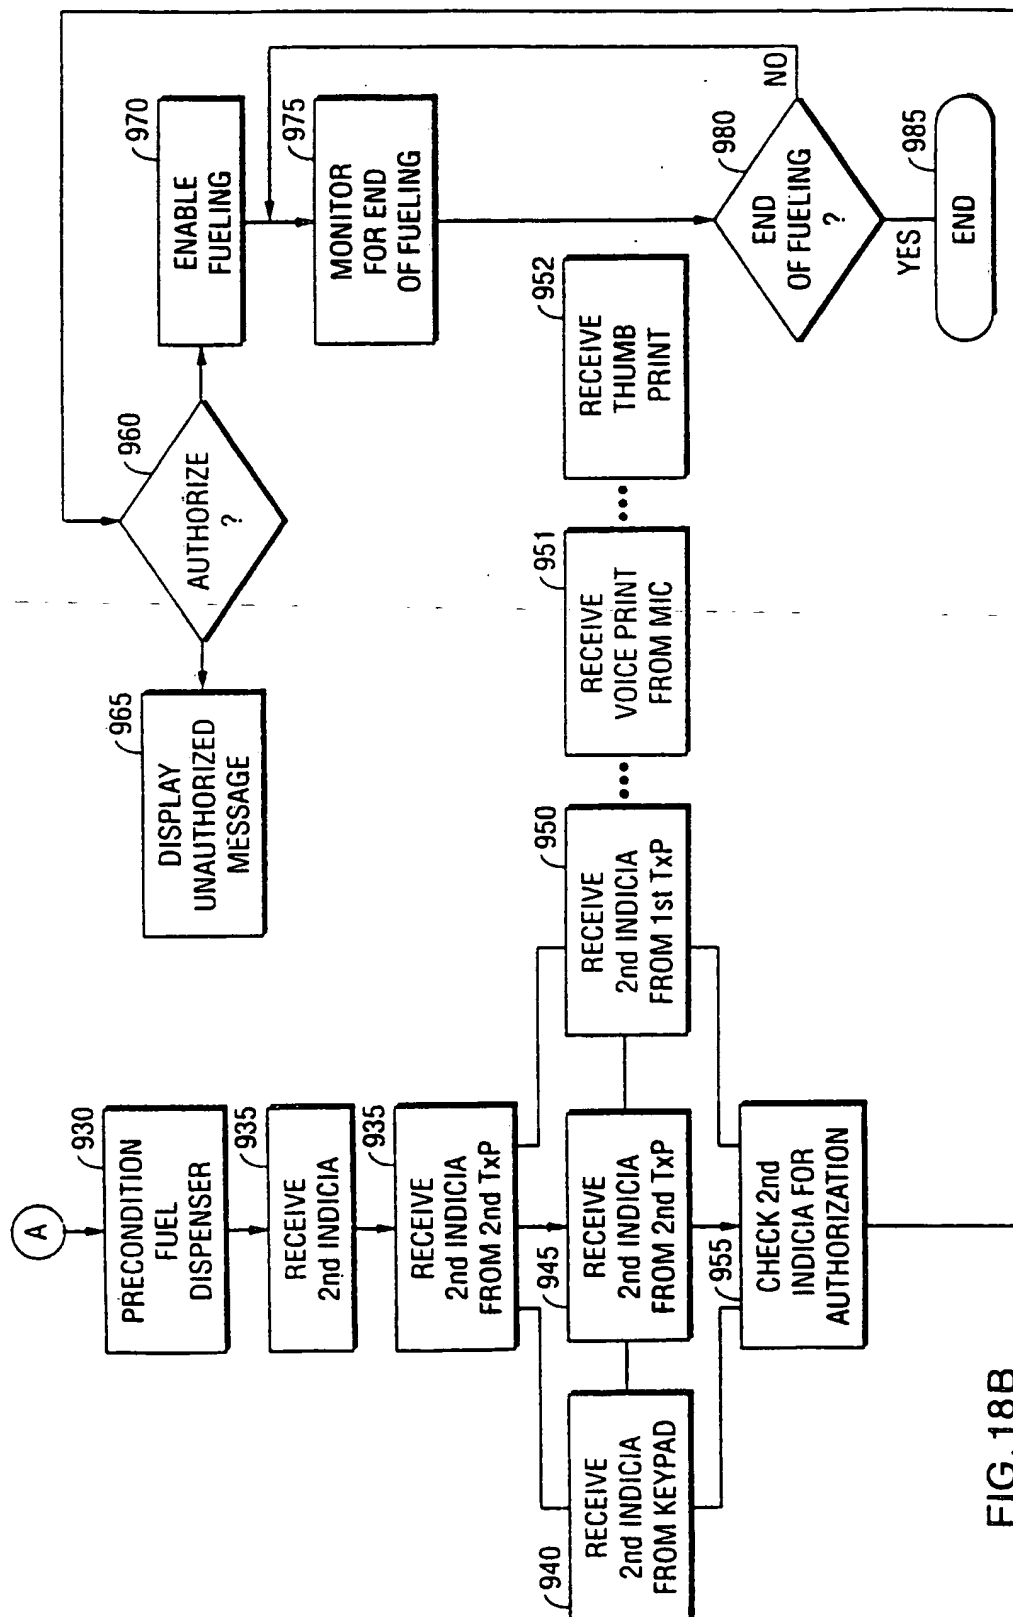 A
930
PRECONDITION
FUEL
DISPENSER
935
RECEIVE
2nd INDICIA
935
RECEIVE
2nd INDICIA
FROM 2nd TxP
940
RECEIVE
2nd INDICIA
FROM KEYPAD
945
RECEIVE
2nd INDICIA
FROM 2nd TxP
950
RECEIVE
2nd INDICIA
FROM 1st TxP
951
RECEIVE
VOICE PRINT
FROM MIC
952
RECEIVE
THUMB
PRINT
955
CHECK 2nd
INDICIA FOR
AUTHORIZATION
960
AUTHORIZE
?
965
DISPLAY
UNAUTHORIZED
MESSAGE
970
ENABLE
FUELING
975
MONITOR
FOR END
OF FUELING
980
END
OF FUELING
?
NO
YES
985
END
FIG. 18B